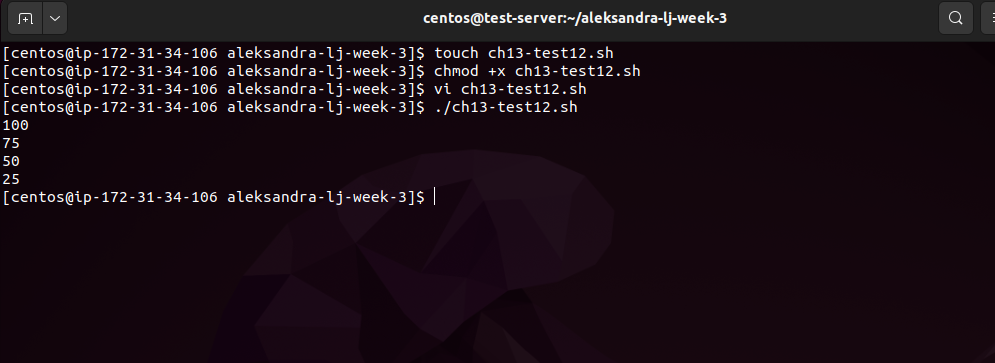 centos@test-server:~/aleksandra-lj-week-3
[centos@ip-172-31-34-106 aleksandra-lj-week-3]$ touch ch13-test12.sh
[centos@ip-172-31-34-106 aleksandra-lj-week-3]$ chmod +x ch13-test12.sh
[centos@ip-172-31-34-106 aleksandra-lj-week-3]$ vi ch13-test12.sh
[centos@ip-172-31-34-106 aleksandra-lj-week-3]$ ./ch13-test12.sh
100
75
50
25
[centos@ip-172-31-34-106 aleksandra-lj-week-3]$